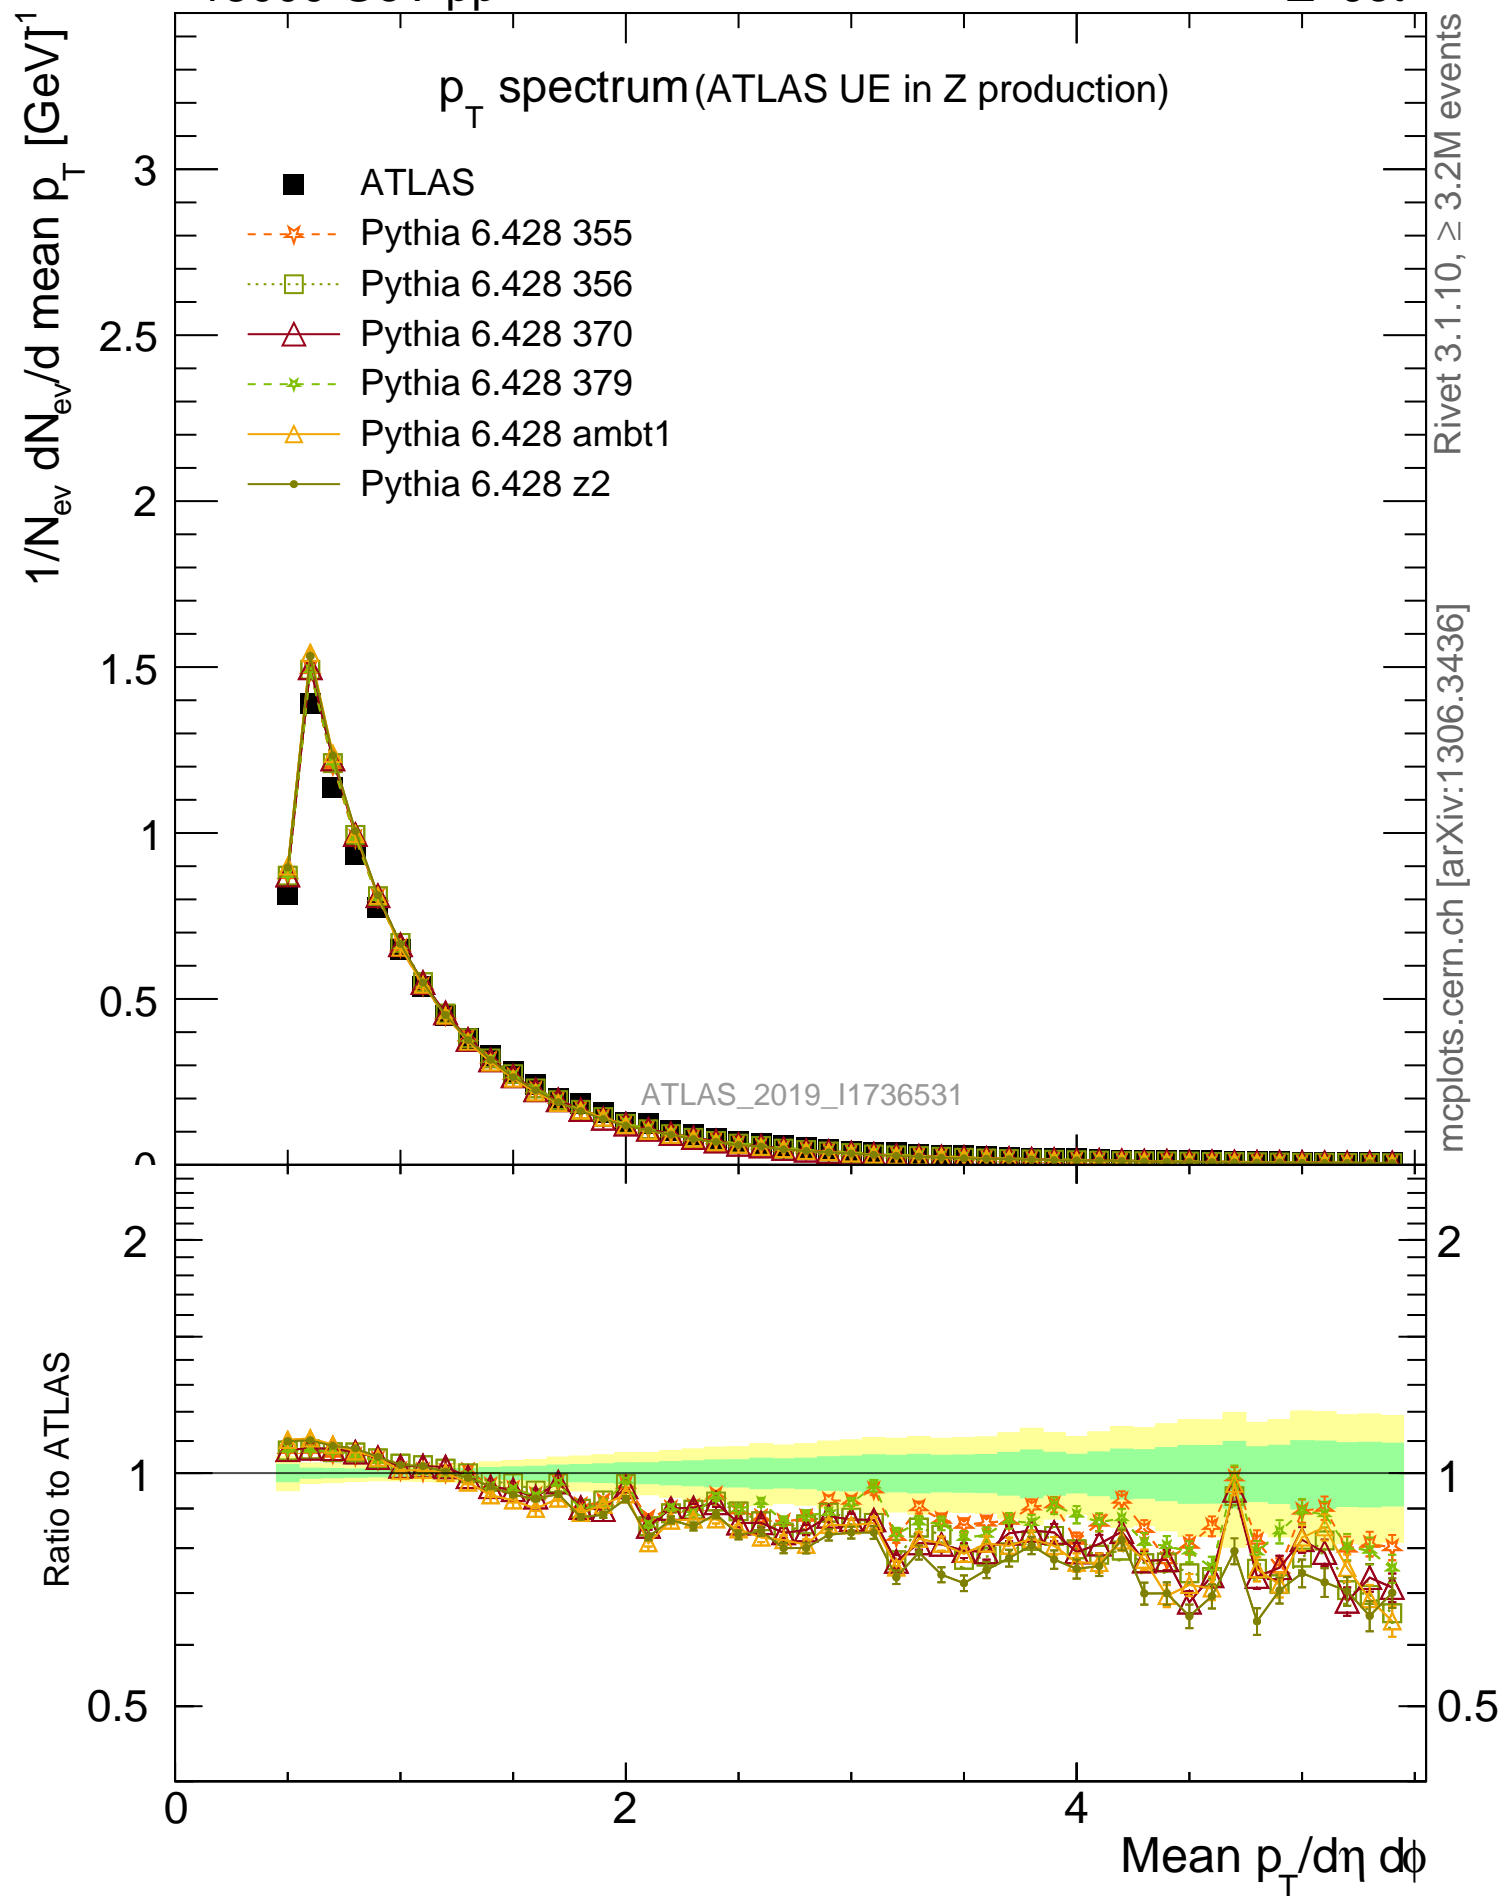 p_T spectrum (ATLAS UE in Z production)
1/N_ev dN_ev/d mean p_T [GeV]^-1
ATLAS
Pythia 6.428 355
Pythia 6.428 356
Pythia 6.428 370
Pythia 6.428 379
Pythia 6.428 ambt1
Pythia 6.428 z2
3
2.5
2
1.5
1
0.5
0
ATLAS_2019_I1736531
Rivet 3.1.10, ≥ 3.2M events
mcplots.cern.ch [arXiv:1306.3436]
Ratio to ATLAS
2
1
0.5
2
1
0.5
0
2
4
Mean p_T/dη dϕ